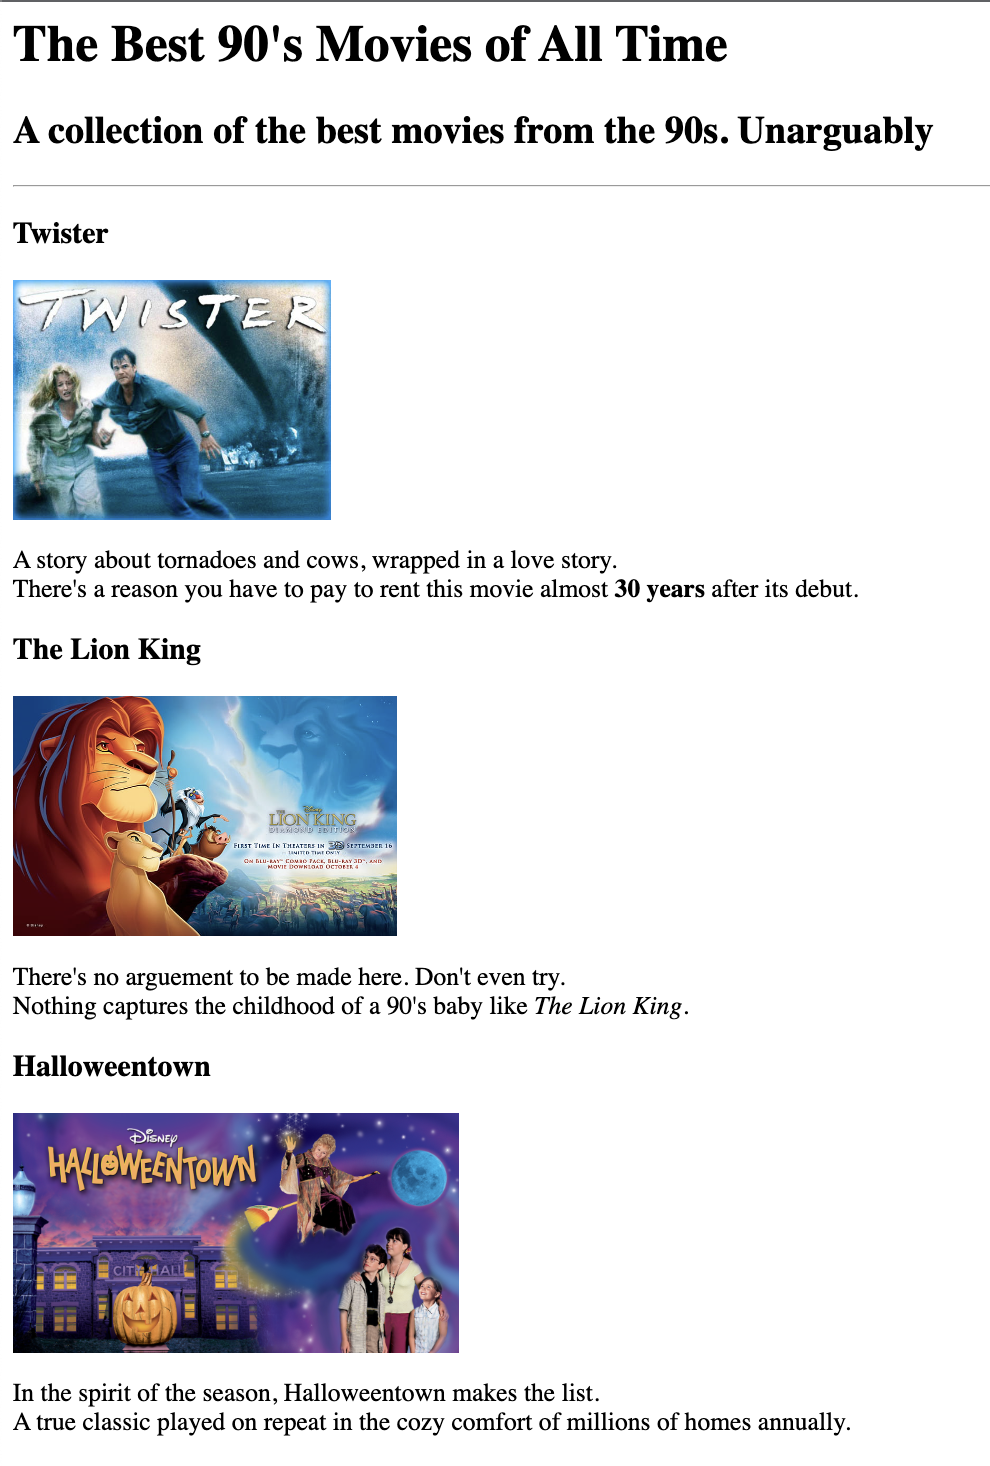 The Best 90's Movies of All Time
A collection of the best movies from the 90s. Unarguably
Twister
TWISTER
A story about tornadoes and cows, wrapped in a love story.
There's a reason you have to pay to rent this movie almost 30 years after its debut.
The Lion King
Disney
THE
LION KING
DIAMOND EDITION
FIRST TIME IN THEATERS IN 3D SEPTEMBER 16
LIMITED TIME ONLY
ON BLU-RAY™ COMBO PACK, BLU-RAY 3D™, AND
MOVIE DOWNLOAD OCTOBER 4
© Disney
There's no arguement to be made here. Don't even try.
Nothing captures the childhood of a 90's baby like The Lion King.
Halloweentown
Disney
HALLOWEENTOWN
CITY HALL
In the spirit of the season, Halloweentown makes the list.
A true classic played on repeat in the cozy comfort of millions of homes annually.